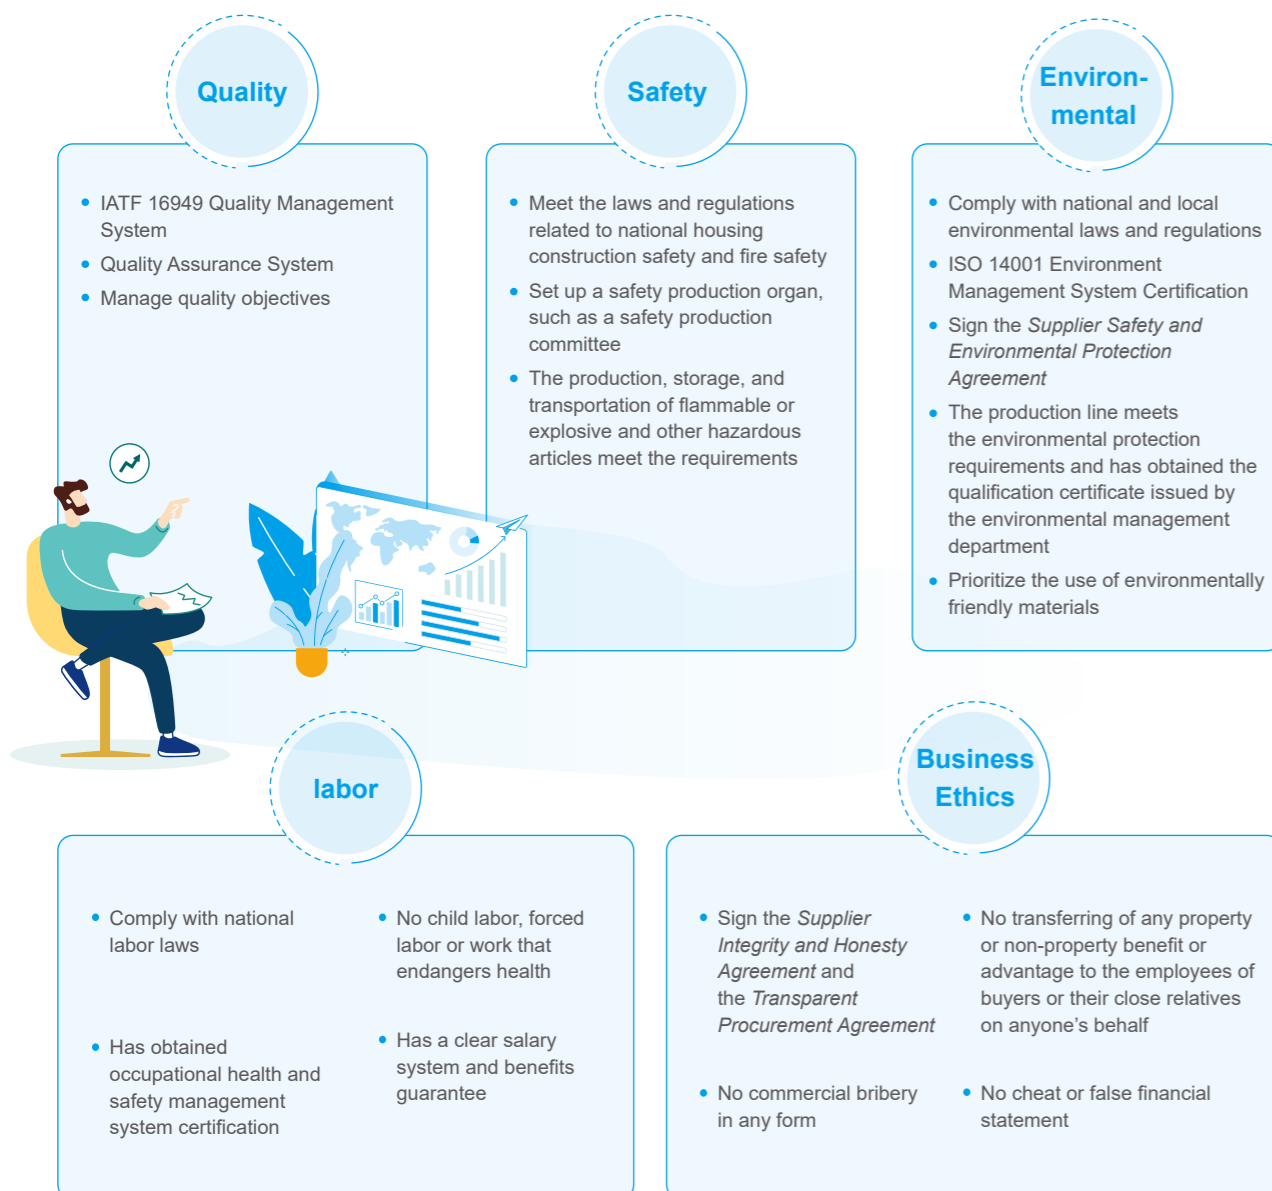 Quality
• IATF 16949 Quality Management
System
• Quality Assurance System
• Manage quality objectives
Safety
• Meet the laws and regulations
related to national housing
construction safety and fire safety
• Set up a safety production organ,
such as a safety production
committee
• The production, storage, and
transportation of flammable or
explosive and other hazardous
articles meet the requirements
Environ-
mental
• Comply with national and local
environmental laws and regulations
• ISO 14001 Environment
Management System Certification
• Sign the Supplier Safety and
Environmental Protection
Agreement
• The production line meets
the environmental protection
requirements and has obtained the
qualification certificate issued by
the environmental management
department
• Prioritize the use of environmentally
friendly materials
labor
• Comply with national
labor laws
• Has obtained
occupational health and
safety management
system certification
• No child labor, forced
labor or work that
endangers health
• Has a clear salary
system and benefits
guarantee
Business
Ethics
• Sign the Supplier
Integrity and Honesty
Agreement and
the Transparent
Procurement Agreement
• No commercial bribery
in any form
• No transferring of any property
or non-property benefit or
advantage to the employees of
buyers or their close relatives
on anyone’s behalf
• No cheat or false financial
statement